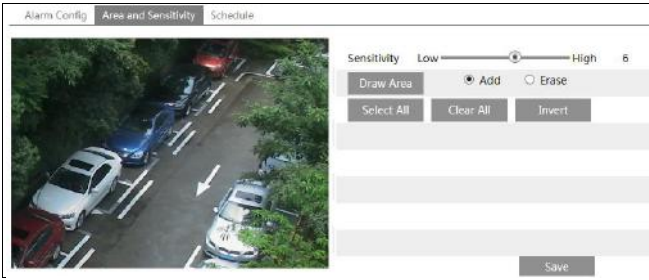 Alarm Config Area and Sensitivity Schedule
Sensitivity Low High 6
Draw Area Add Erase
Select All Clear All Invert
Save